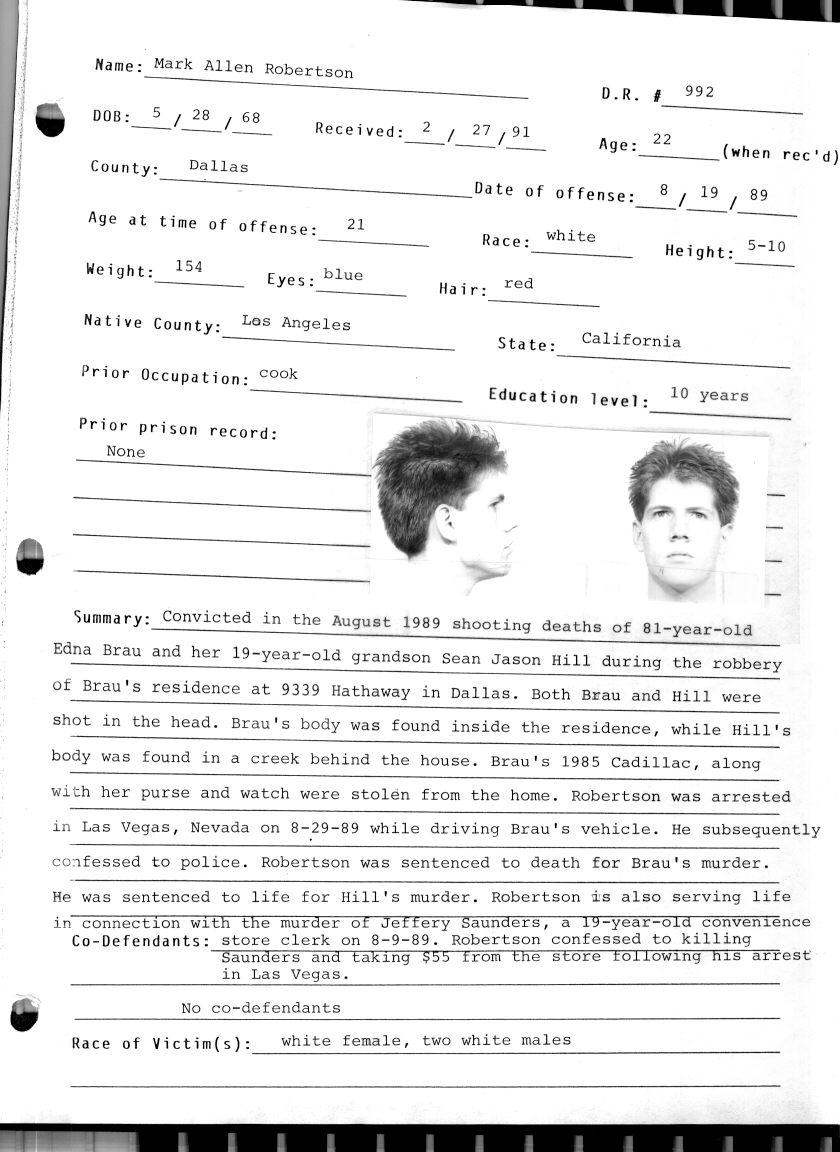 Name: Mark Allen Robertson
D.R. # 992
DOB: 5 / 28 / 68 Received: 2 / 27 / 91 Age: 22 (when rec'd)
County: Dallas Date of offense: 8 / 19 / 89
Age at time of offense: 21 Race: white Height: 5-10
Weight: 154 Eyes: blue Hair: red
Native County: Los Angeles State: California
Prior Occupation: cook Education level: 10 years
Prior prison record:
None
Summary: Convicted in the August 1989 shooting deaths of 81-year-old
Edna Brau and her 19-year-old grandson Sean Jason Hill during the robbery
of Brau's residence at 9339 Hathaway in Dallas. Both Brau and Hill were
shot in the head. Brau's body was found inside the residence, while Hill's
body was found in a creek behind the house. Brau's 1985 Cadillac, along
with her purse and watch were stolen from the home. Robertson was arrested
in Las Vegas, Nevada on 8-29-89 while driving Brau's vehicle. He subsequently
confessed to police. Robertson was sentenced to death for Brau's murder.
He was sentenced to life for Hill's murder. Robertson is also serving life
in connection with the murder of Jeffery Saunders, a 19-year-old convenience
Co-Defendants: store clerk on 8-9-89. Robertson confessed to killing
Saunders and taking $55 from the store following his arrest
in Las Vegas.
No co-defendants
Race of Victim(s): white female, two white males